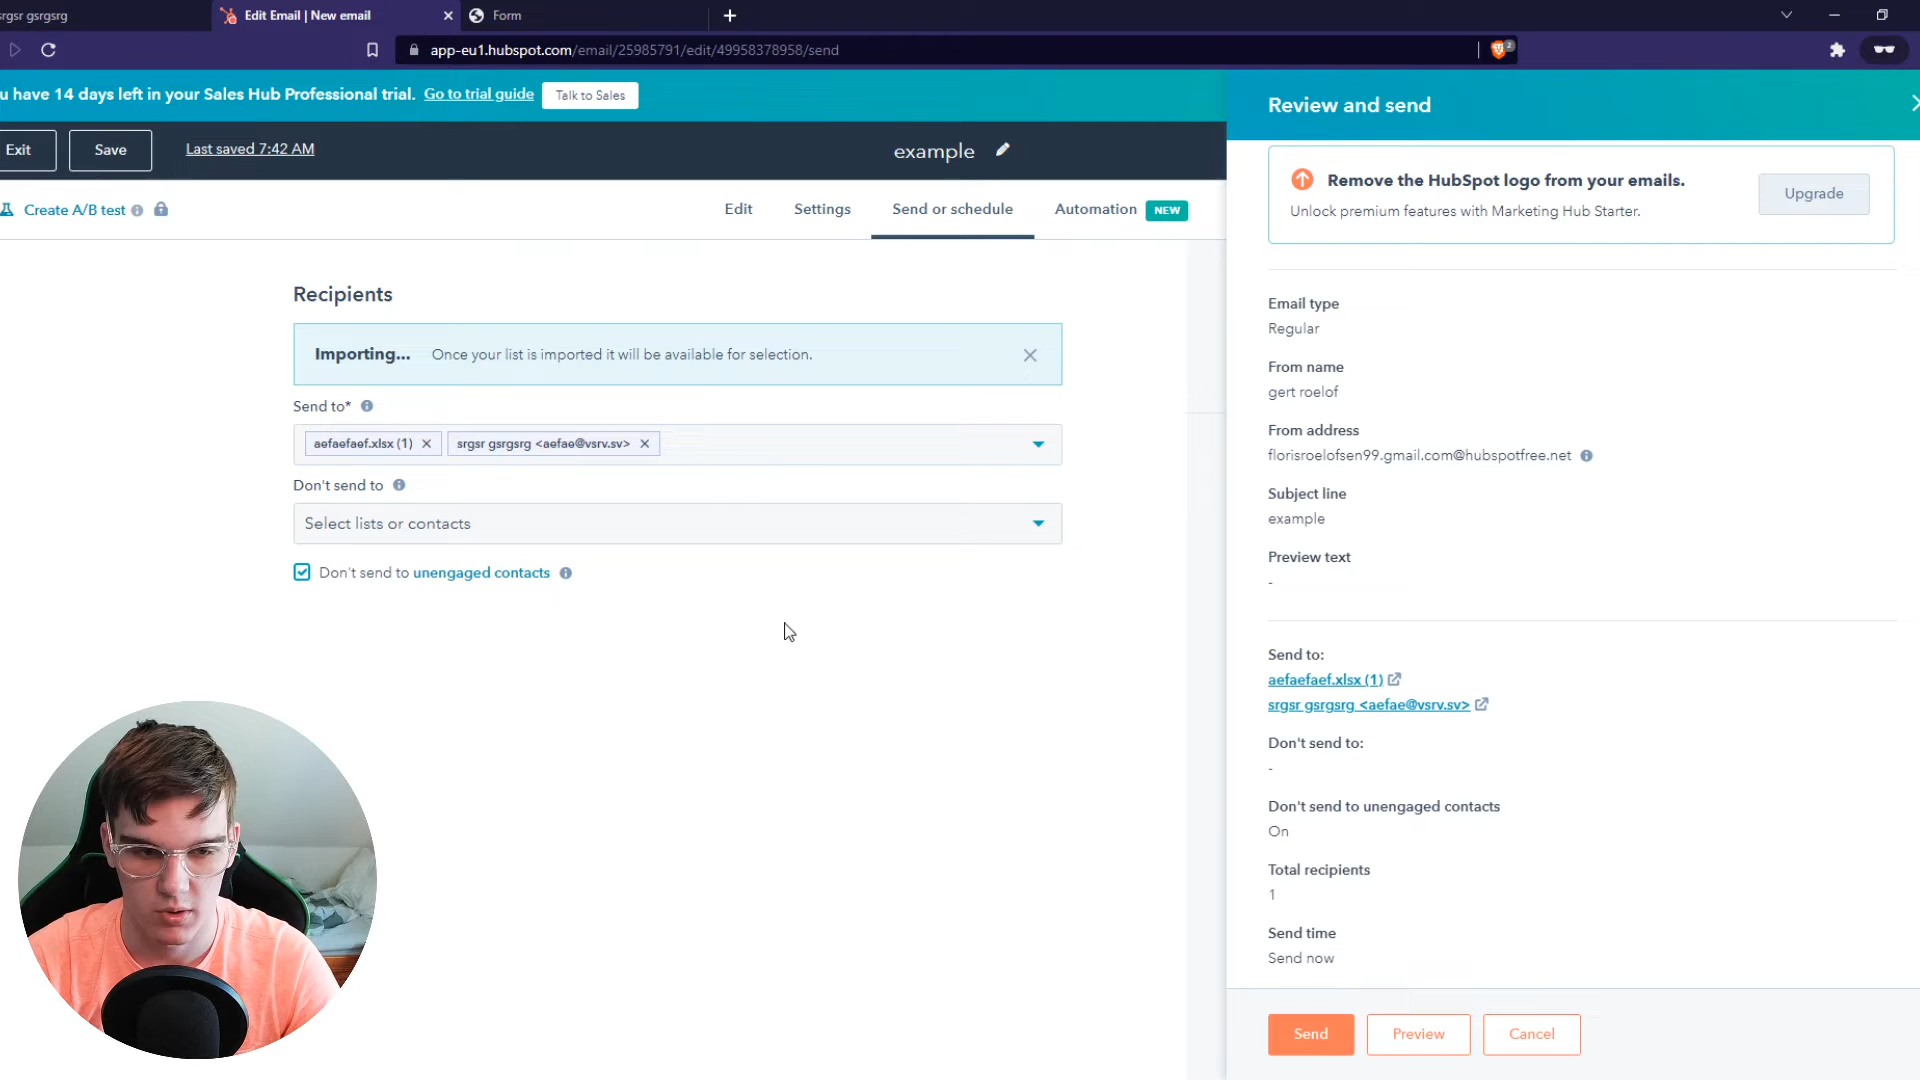 srgsr gsrgsrg
Edit Email | New email
Form
app-eu1.hubspot.com/email/25985791/edit/49958378958/send
2
u have 14 days left in your Sales Hub Professional trial. Go to trial guide Talk to Sales
Exit
Save
Last saved 7:42 AM
example
Create A/B test
Edit
Settings
Send or schedule
Automation NEW
Recipients
Importing... Once your list is imported it will be available for selection.
Send to*
aefaefaef.xlsx (1)
srgsr gsrgsrg <aefae@vsrv.sv>
Don't send to
Select lists or contacts
Don't send to unengaged contacts
Review and send
Remove the HubSpot logo from your emails.
Unlock premium features with Marketing Hub Starter.
Upgrade
Email type
Regular
From name
gert roelof
From address
florisroelofsen99.gmail.com@hubspotfree.net
Subject line
example
Preview text
-
Send to:
aefaefaef.xlsx (1)
srgsr gsrgsrg <aefae@vsrv.sv>
Don't send to:
-
Don't send to unengaged contacts
On
Total recipients
1
Send time
Send now
Send
Preview
Cancel